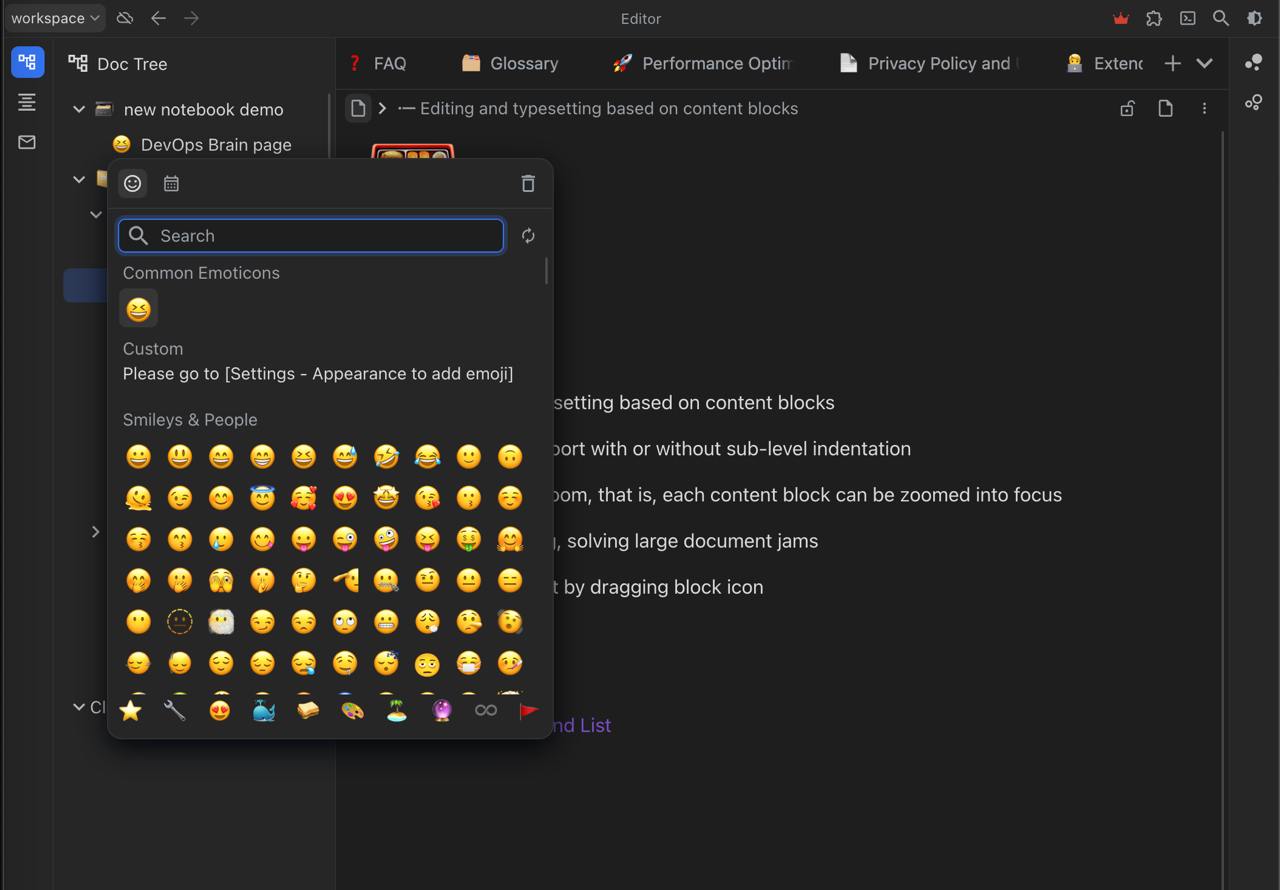 workspace
Editor
Doc Tree
FAQ
Glossary
Performance Optim
Privacy Policy and
Extend
new notebook demo
Editing and typesetting based on content blocks
DevOps Brain page
Search
Common Emoticons
Custom
Please go to [Settings - Appearance to add emoji]
Smileys & People
setting based on content blocks
port with or without sub-level indentation
oom, that is, each content block can be zoomed into focus
, solving large document jams
t by dragging block icon
Cl
nd List